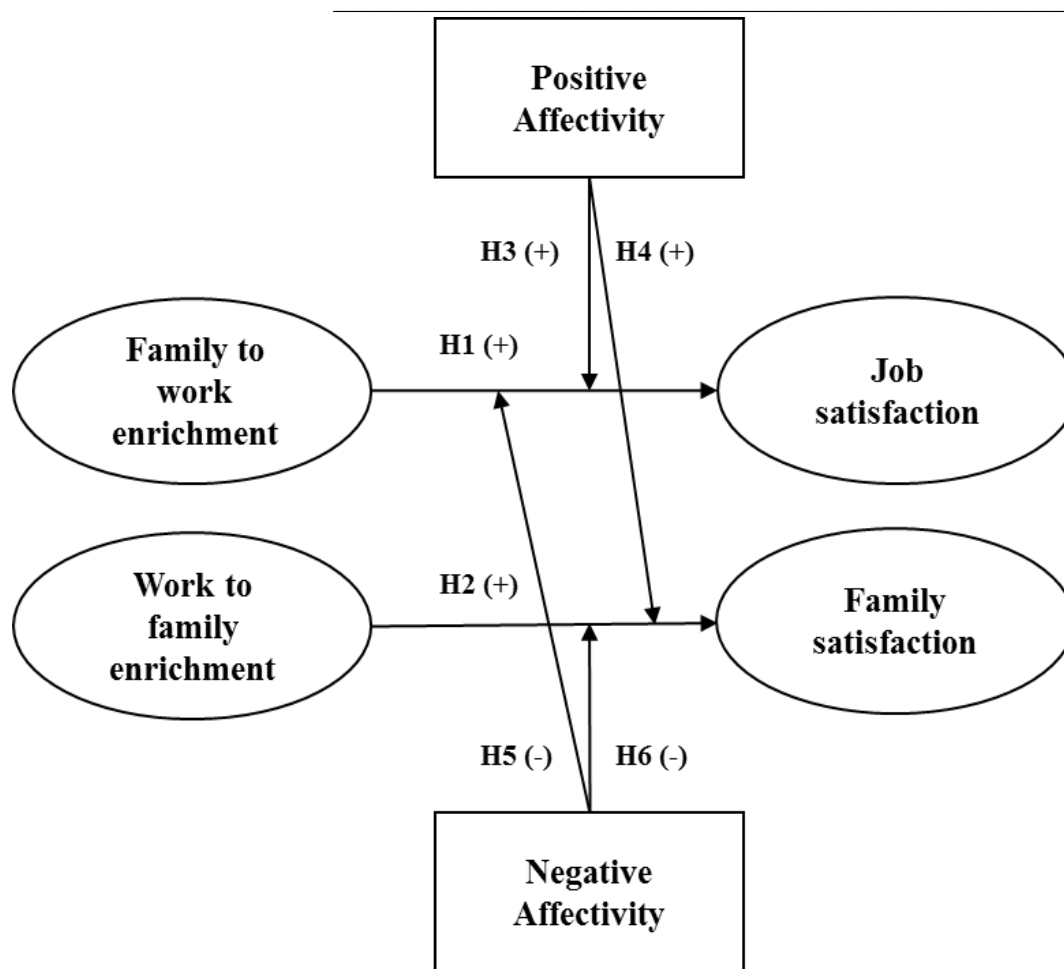 Positive
Affectivity
H3 (+)
H4 (+)
Family to
work
enrichment
H1 (+)
Job
satisfaction
Work to
family
enrichment
H2 (+)
Family
satisfaction
H5 (-)
H6 (-)
Negative
Affectivity